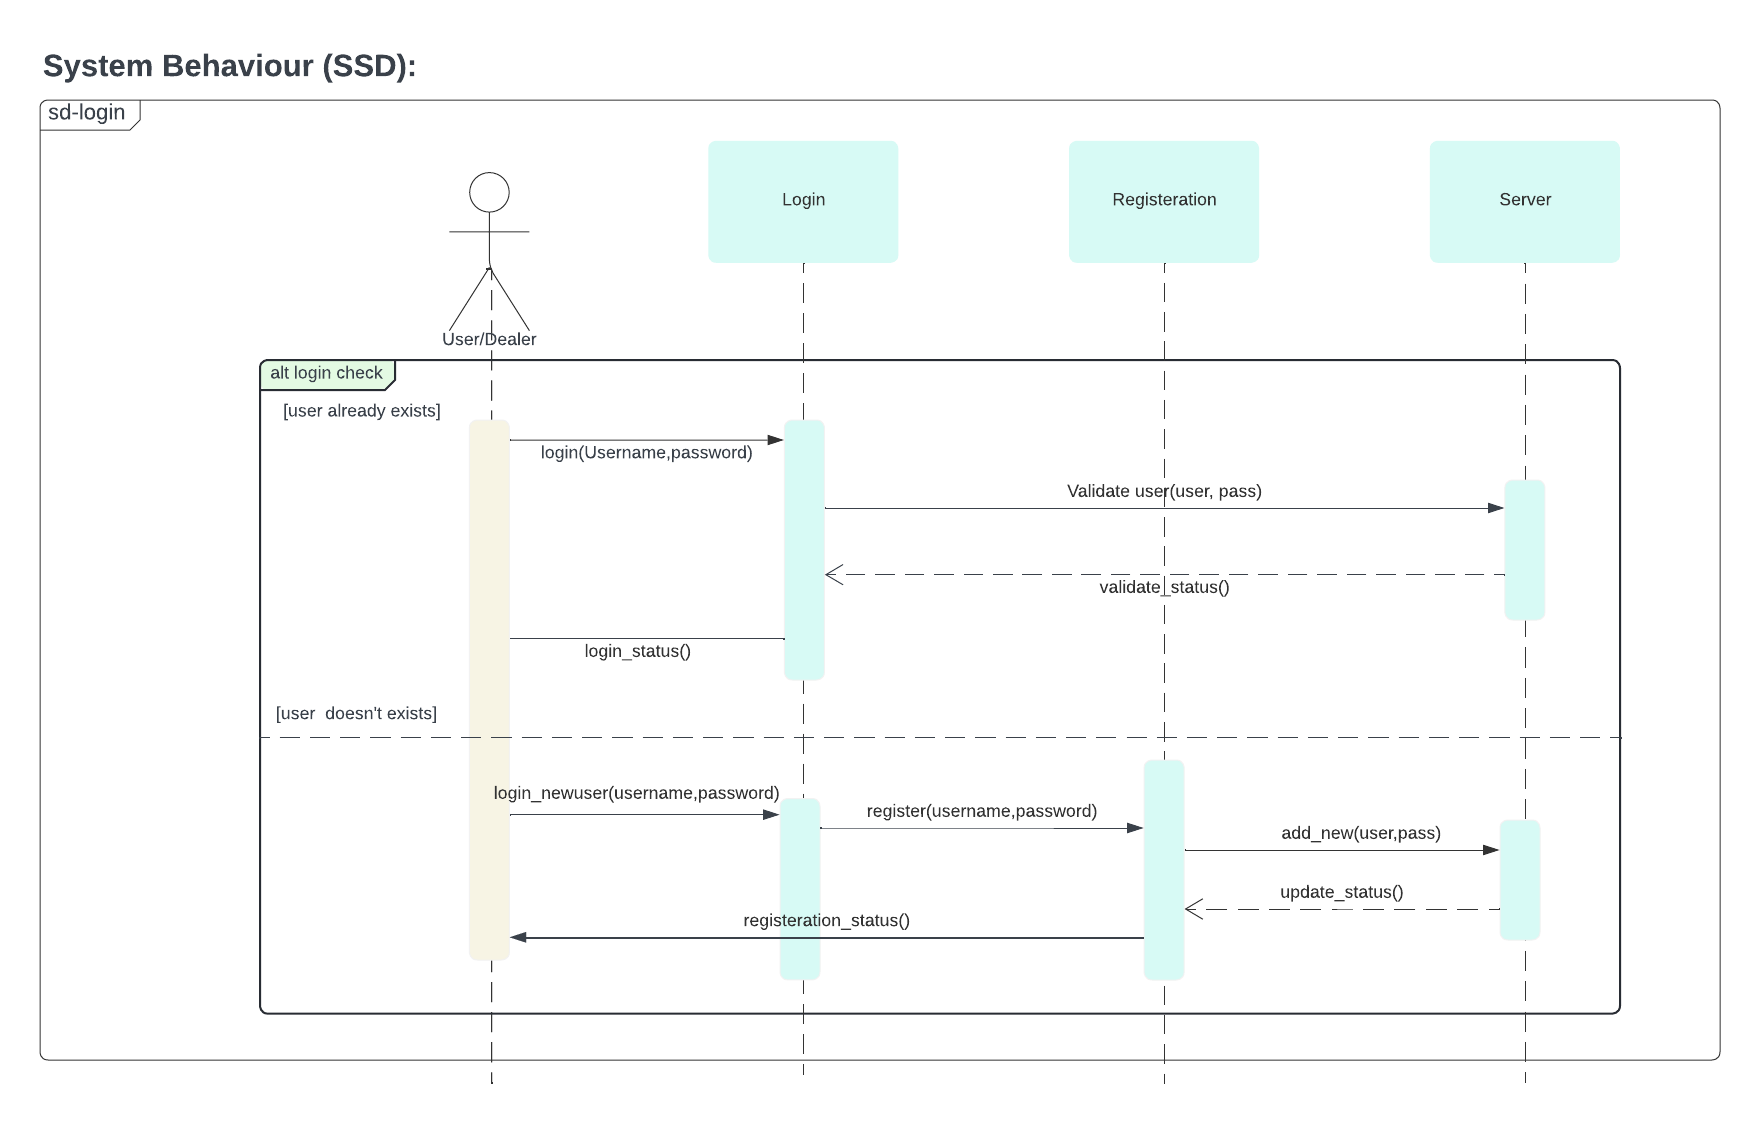 System Behaviour (SSD):
sd-login
Login
Registeration
Server
User/Dealer
alt login check
[user already exists]
login(Username,password)
Validate user(user, pass)
validate_status()
login_status()
[user  doesn't exists]
login_newuser(username,password)
register(username,password)
add_new(user,pass)
update_status()
registeration_status()